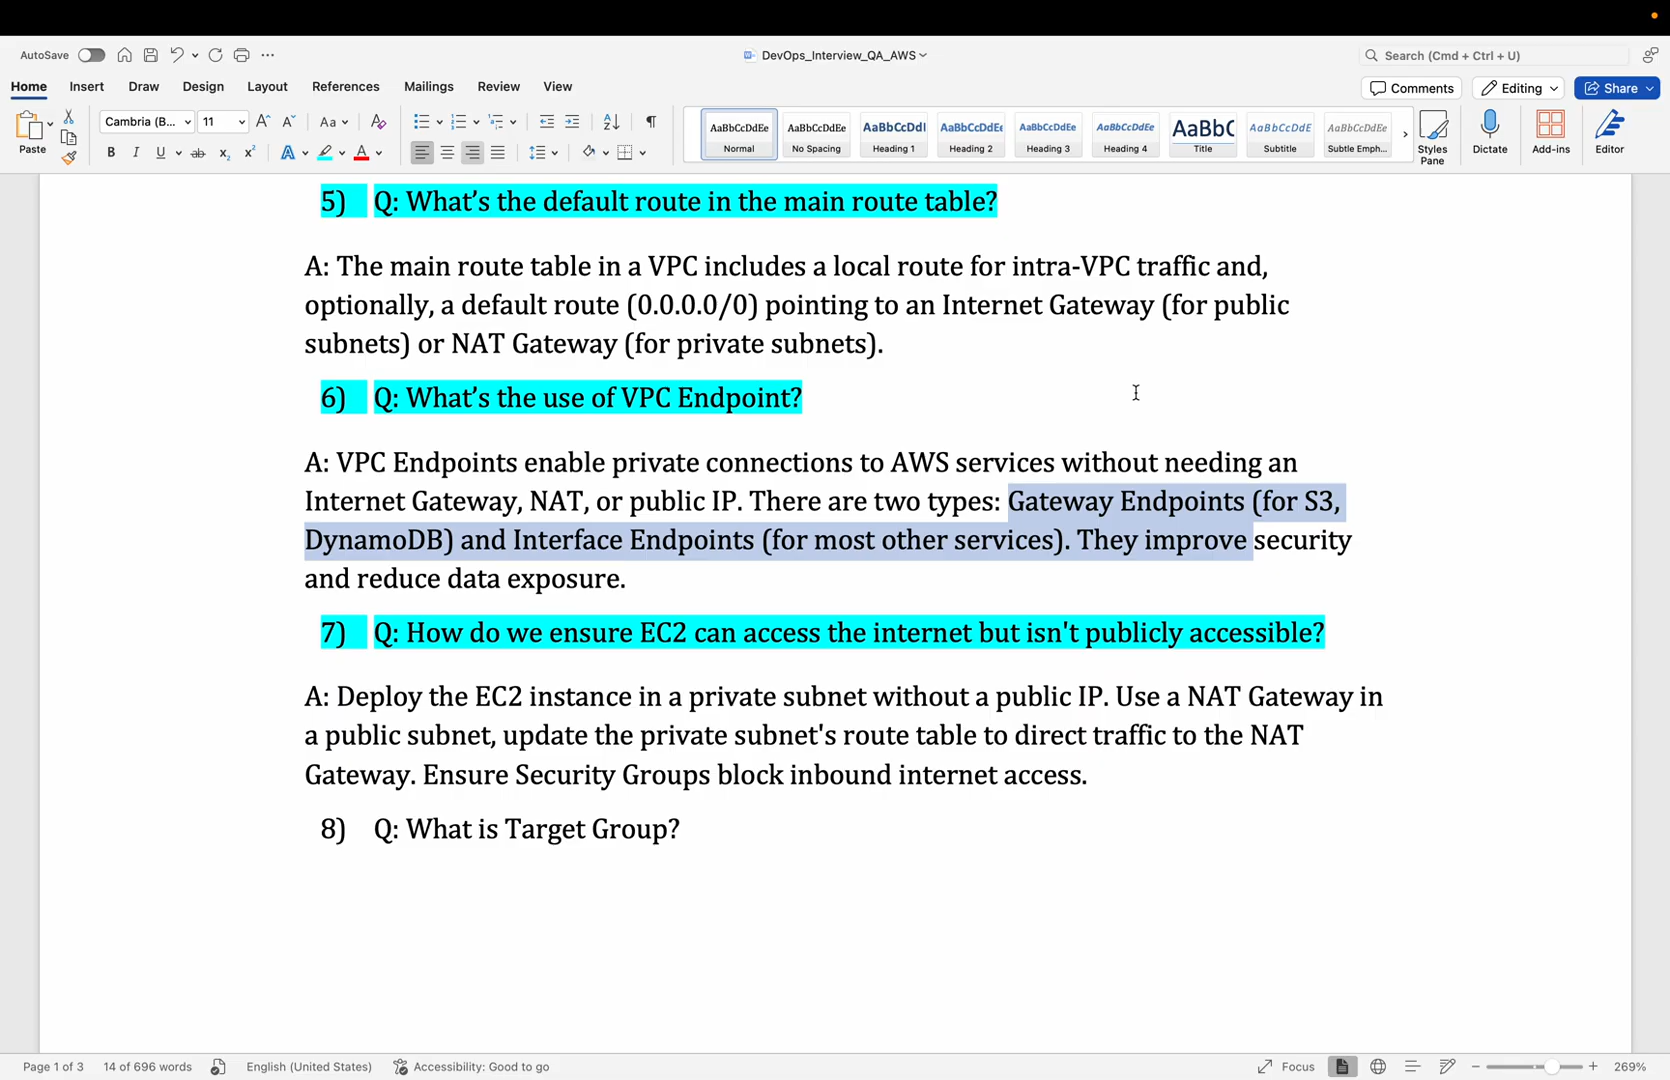 AutoSave
DevOps_Interview_QA_AWS
Search (Cmd + Ctrl + U)
Home Insert Draw Design Layout References Mailings Review View
Comments Editing Share
Paste
Cambria (B... 11 Aa
AaBbCcDdEe AaBbCcDdEe AaBbCcDdI AaBbCcDdEe AaBbCcDdEe AaBbCcDdEe AaBbC AaBbCcDdE AaBbCcDdEe
Normal No Spacing Heading 1 Heading 2 Heading 3 Heading 4 Title Subtitle Subtle Emph...
Styles Pane
Dictate
Add-ins
Editor
5) Q: What’s the default route in the main route table?
A: The main route table in a VPC includes a local route for intra-VPC traffic and,
optionally, a default route (0.0.0.0/0) pointing to an Internet Gateway (for public
subnets) or NAT Gateway (for private subnets).
6) Q: What’s the use of VPC Endpoint?
A: VPC Endpoints enable private connections to AWS services without needing an
Internet Gateway, NAT, or public IP. There are two types: Gateway Endpoints (for S3,
DynamoDB) and Interface Endpoints (for most other services). They improve security
and reduce data exposure.
7) Q: How do we ensure EC2 can access the internet but isn't publicly accessible?
A: Deploy the EC2 instance in a private subnet without a public IP. Use a NAT Gateway in
a public subnet, update the private subnet's route table to direct traffic to the NAT
Gateway. Ensure Security Groups block inbound internet access.
8) Q: What is Target Group?
Page 1 of 3 14 of 696 words English (United States) Accessibility: Good to go Focus 269%